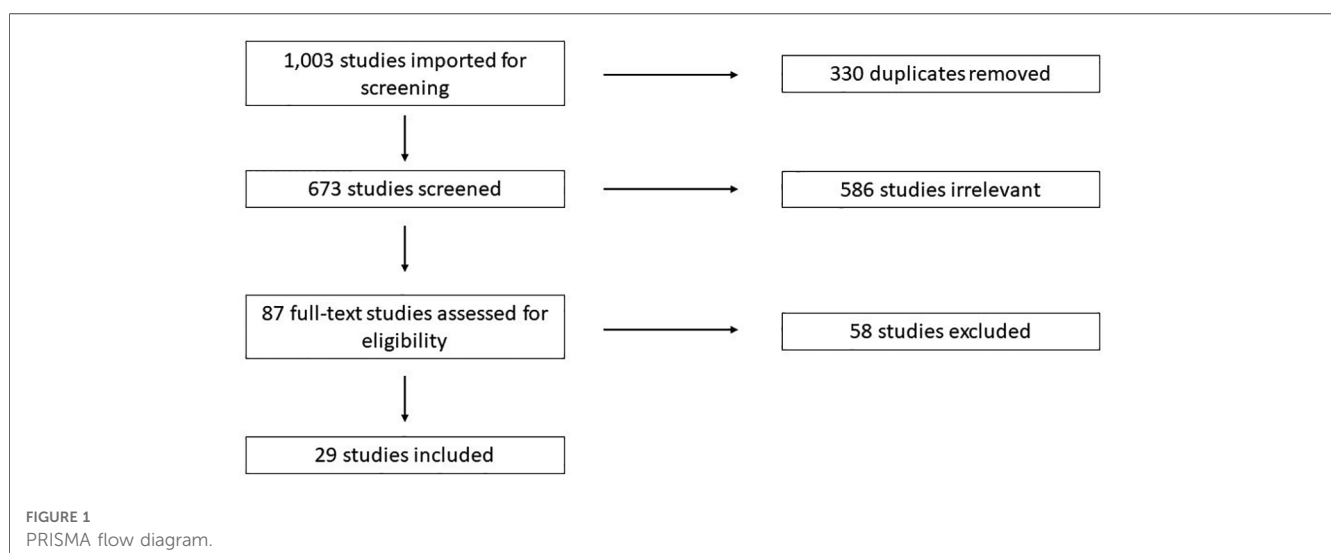 1,003 studies imported for
screening
330 duplicates removed
673 studies screened
586 studies irrelevant
87 full-text studies assessed for
eligibility
58 studies excluded
29 studies included
FIGURE 1
PRISMA flow diagram.